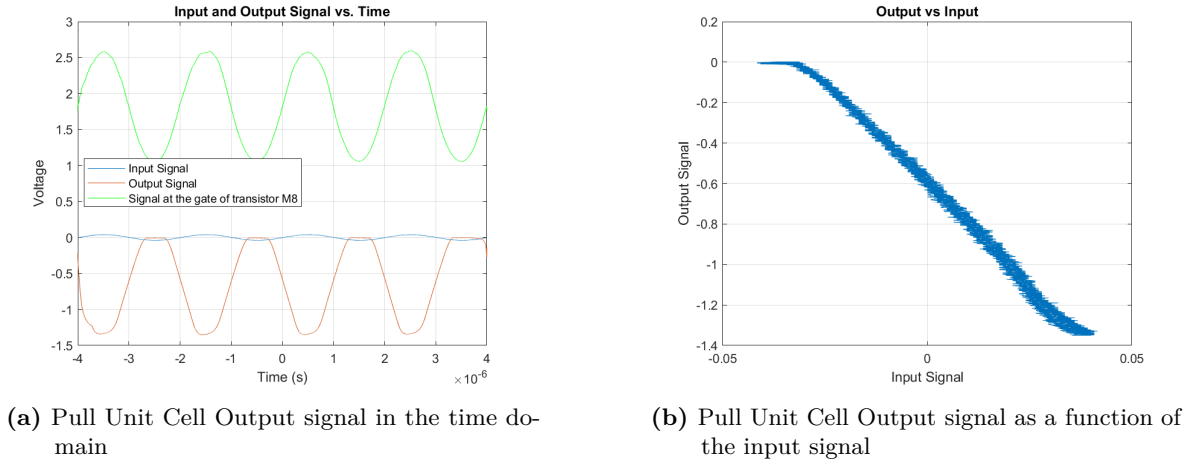 Input and Output Signal vs. Time
3
2.5
2
1.5
1
0.5
0
-0.5
-1
-1.5
Voltage
Input Signal
Output Signal
Signal at the gate of transistor M8
-4 -3 -2 -1 0 1 2 3 4
Time (s)
×10⁻⁶
(a) Pull Unit Cell Output signal in the time do-
main
Output vs Input
0.2
0
-0.2
-0.4
-0.6
-0.8
-1
-1.2
-1.4
Output Signal
-0.05 0 0.05
Input Signal
(b) Pull Unit Cell Output signal as a function of
the input signal